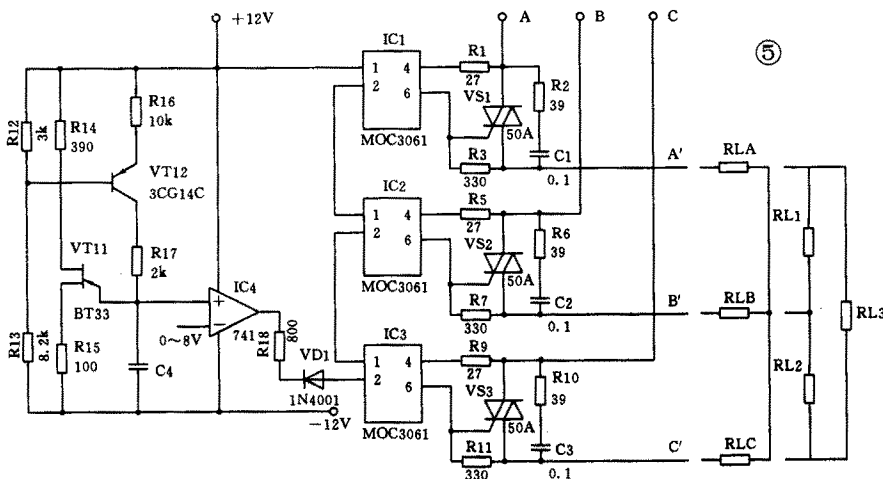 +12V
A
B
C
⑤
IC1
1
2
4
6
MOC3061
R1
27
VS1
50A
R2
39
R3
330
C1
0.1
A'
RLA
R12
3k
R14
390
R16
10k
VT12
3CG14C
IC2
1
2
4
6
MOC3061
R5
27
VS2
50A
R6
39
R7
330
C2
0.1
B'
RLB
RL1
RL3
VT11
BT33
R17
2k
IC4
+
−
741
0～8V
R13
8.2k
R15
100
C4
R18
800
VD1
1N4001
−12V
IC3
1
2
4
6
MOC3061
R9
27
VS3
50A
R10
39
R11
330
C3
0.1
C'
RLC
RL2